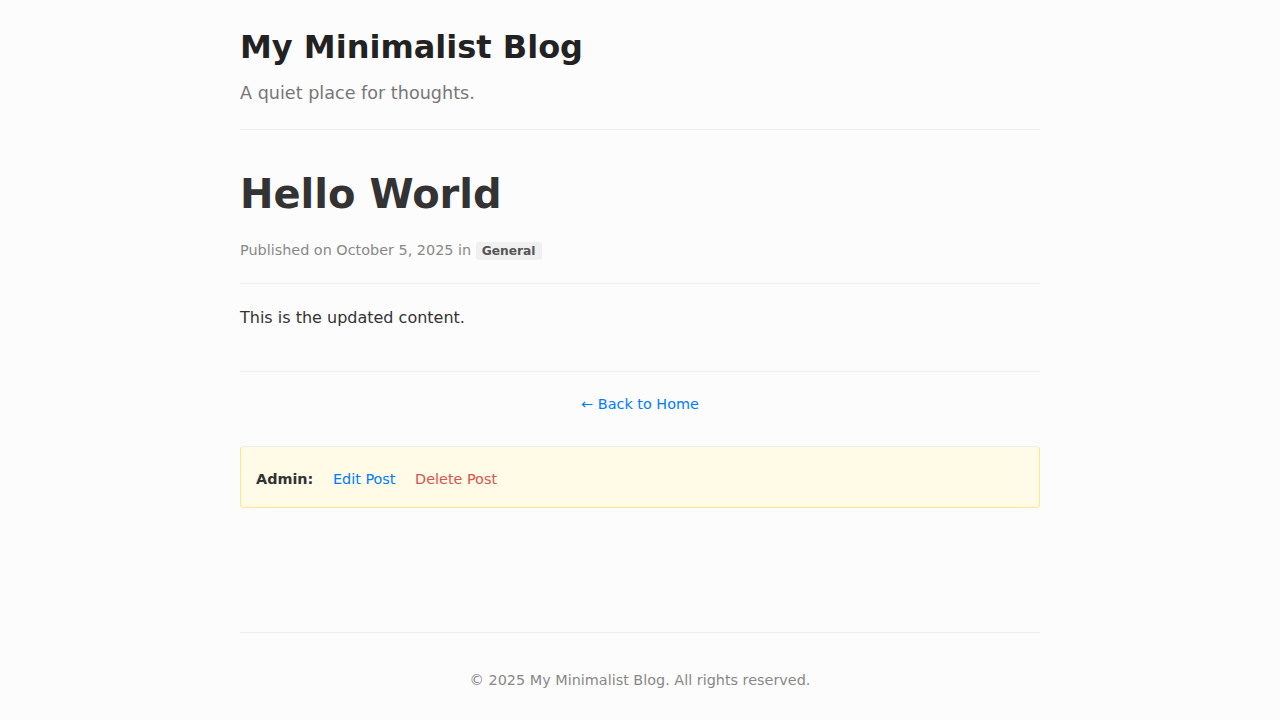 My Minimalist Blog
A quiet place for thoughts.
Hello World
Published on October 5, 2025 in General
This is the updated content.
← Back to Home
Admin: Edit Post Delete Post
© 2025 My Minimalist Blog. All rights reserved.